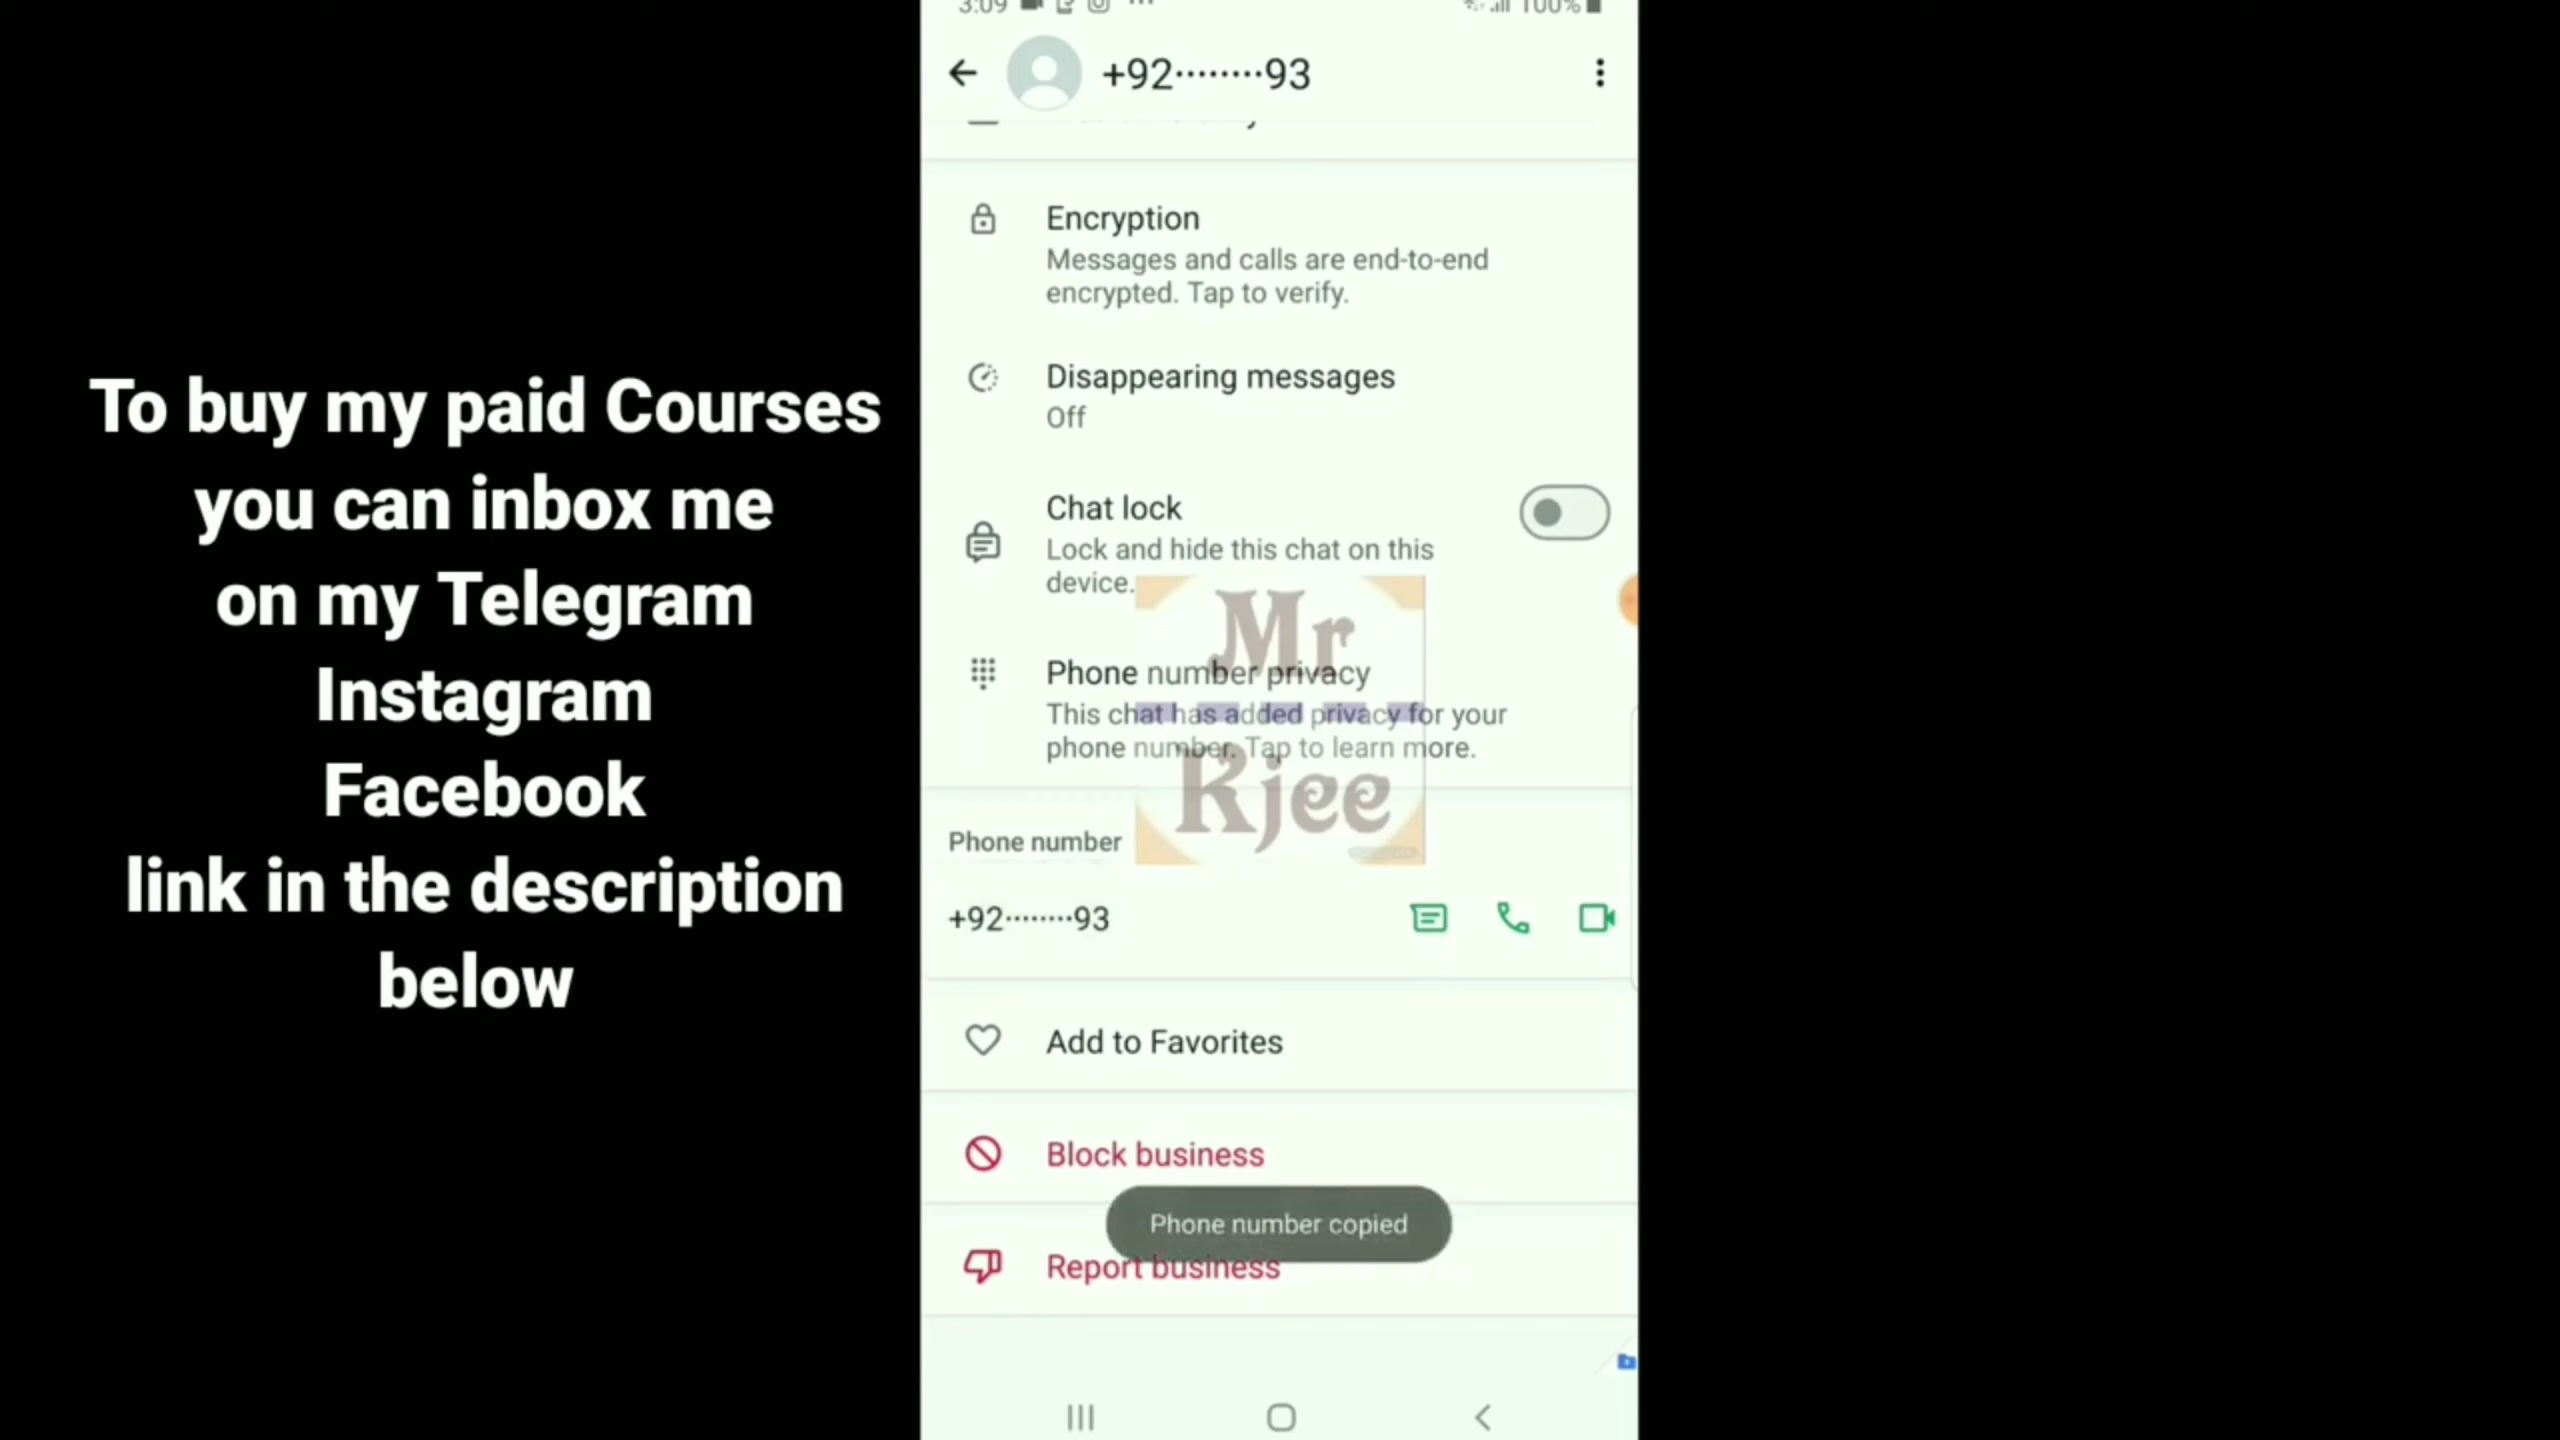 To buy my paid Courses
you can inbox me
on my Telegram
Instagram
Facebook
link in the description
below
3:09
100%
+92········93
Encryption
Messages and calls are end-to-end
encrypted. Tap to verify.
Disappearing messages
Off
Chat lock
Lock and hide this chat on this
device.
Mr
Phone number privacy
This chat has added privacy for your
phone number. Tap to learn more.
Kjee
Phone number
+92········93
Add to Favorites
Block business
Phone number copied
Report business